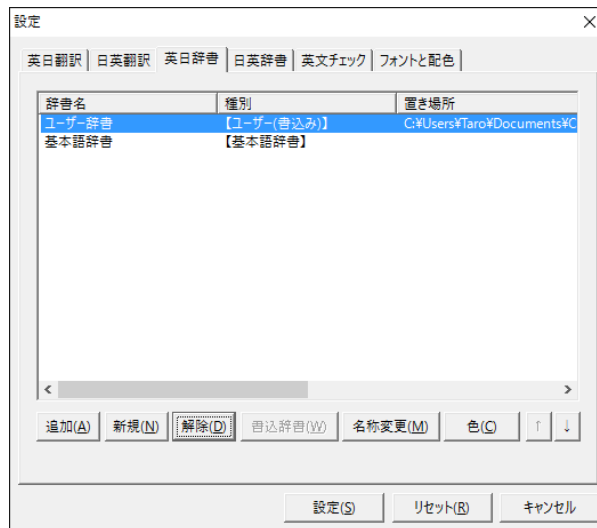 設定
英日翻訳 日英翻訳 英日辞書 日英辞書 英文チェック フォントと配色
辞書名 種別 置き場所
ユーザー辞書 【ユーザー(書込み)】 C:¥Users¥Taro¥Documents¥C
基本語辞書 【基本語辞書】
追加(A) 新規(N) 解除(D) 書込辞書(W) 名称変更(M) 色(C) ↑ ↓
設定(S) リセット(R) キャンセル